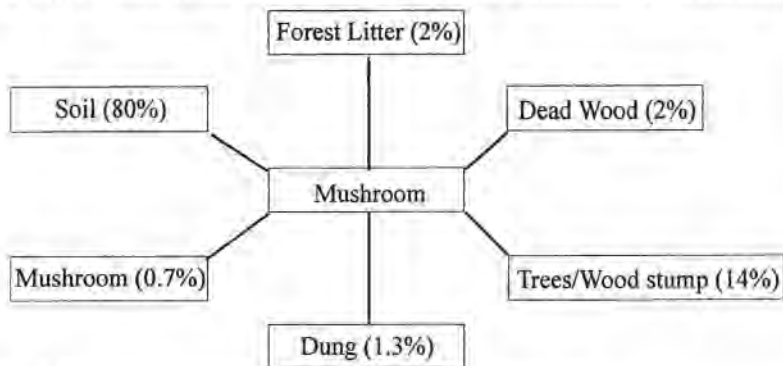 Forest Litter (2%)
Soil (80%)
Dead Wood (2%)
Mushroom
Mushroom (0.7%)
Trees/Wood stump (14%)
Dung (1.3%)